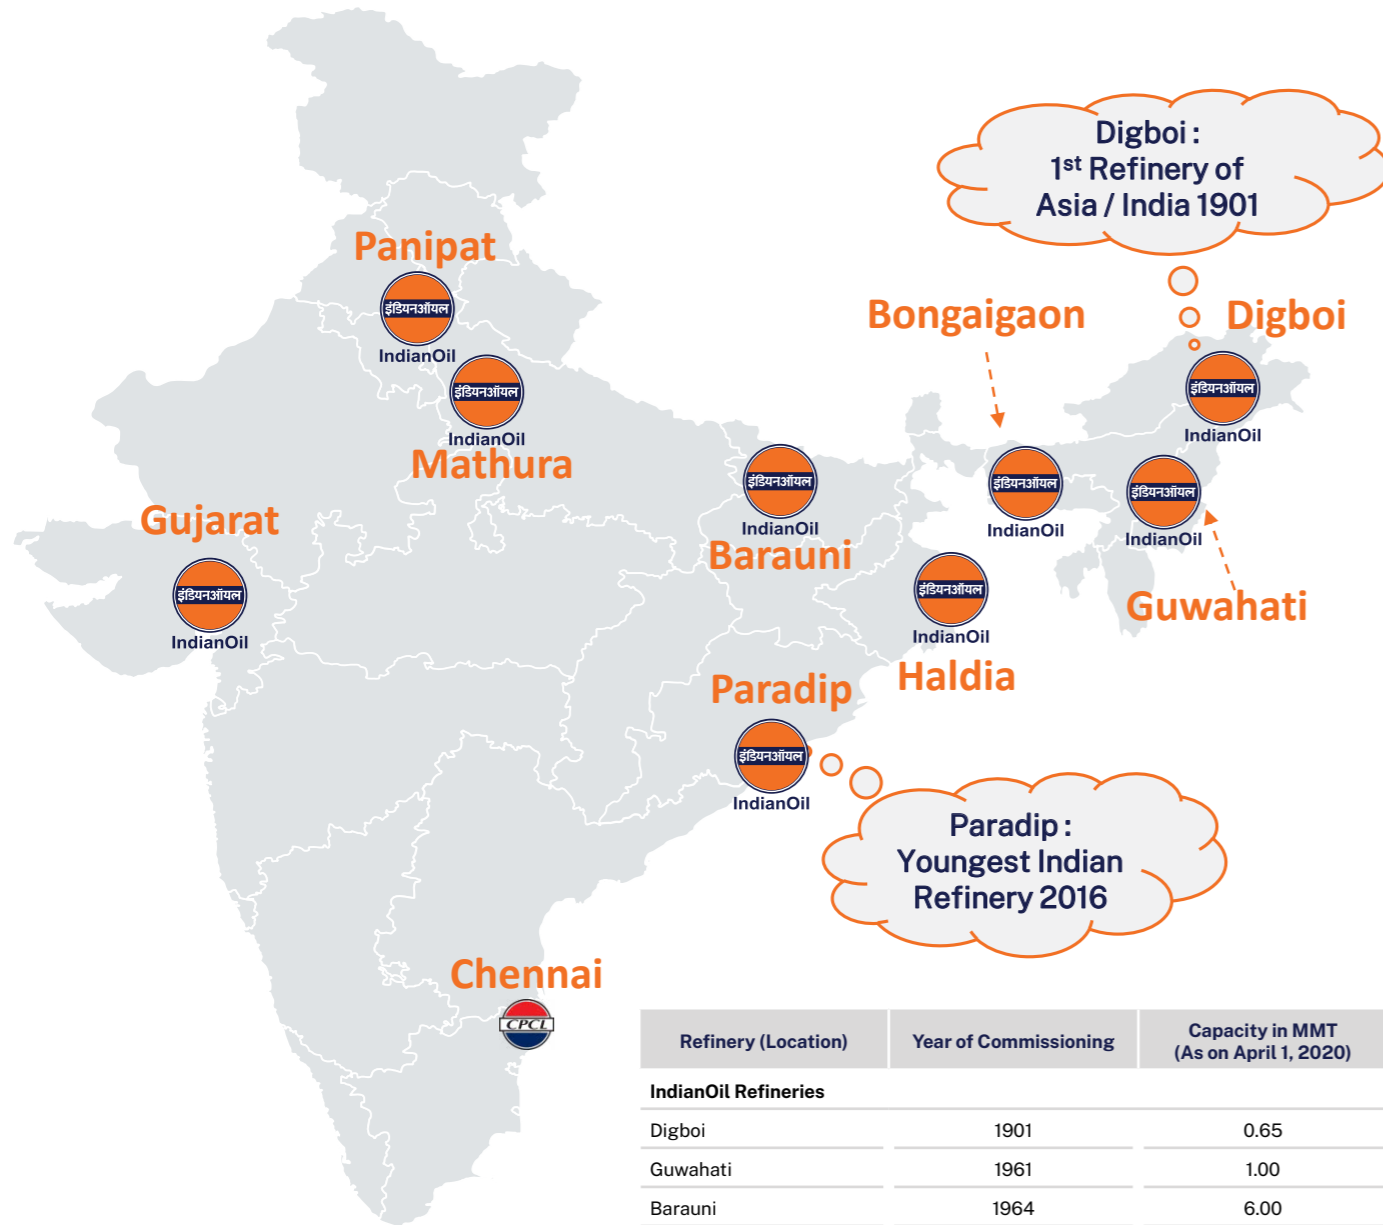 Digboi :
1st Refinery of
Asia / India 1901
Panipat
इंडियनऑयल
IndianOil
Bongaigaon
Digboi
इंडियनऑयल
IndianOil
इंडियनऑयल
IndianOil
Mathura
Gujarat
इंडियनऑयल
IndianOil
इंडियनऑयल
IndianOil
Barauni
इंडियनऑयल
IndianOil
इंडियनऑयल
IndianOil
Guwahati
इंडियनऑयल
IndianOil
Haldia
Paradip
इंडियनऑयल
IndianOil
Paradip :
Youngest Indian
Refinery 2016
Chennai
CPCL
Refinery (Location) Year of Commissioning Capacity in MMT
(As on April 1, 2020)
IndianOil Refineries
Digboi 1901 0.65
Guwahati 1961 1.00
Barauni 1964 6.00